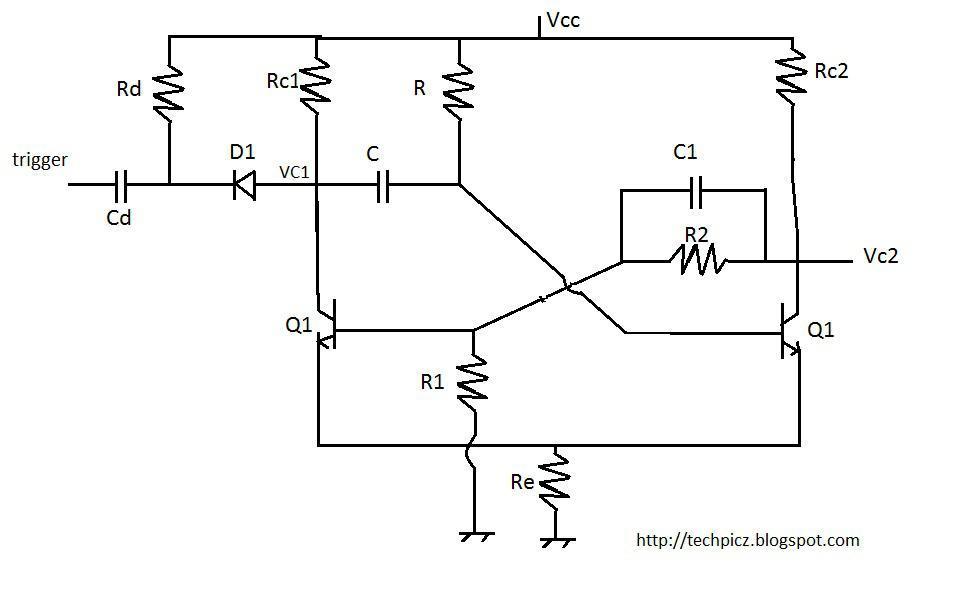 Vcc
Rd
Rc1
R
Rc2
trigger
D1
VC1
C
C1
Cd
R2
Vc2
Q1
Q1
R1
Re
http://techpicz.blogspot.com